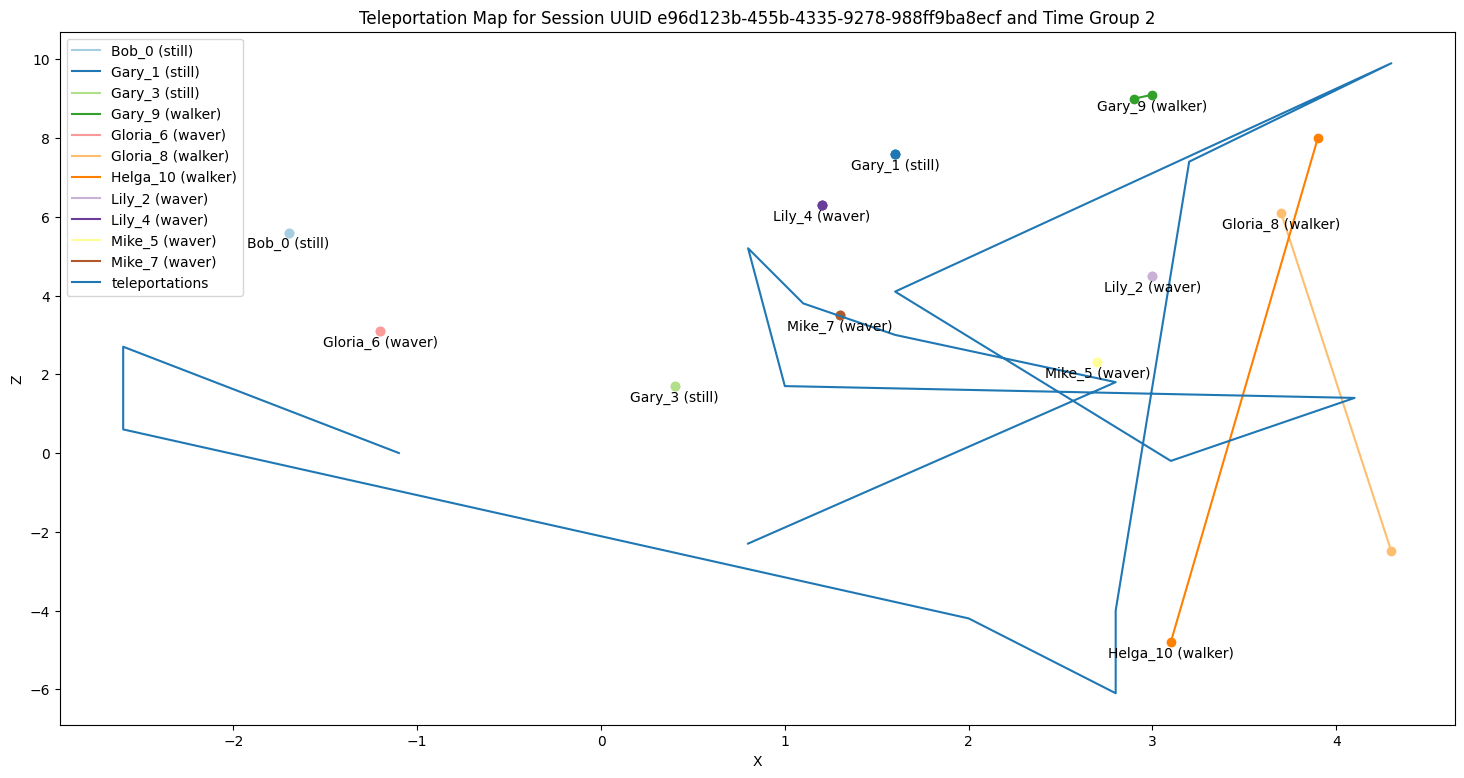 Teleportation Map for Session UUID e96d123b-455b-4335-9278-988ff9ba8ecf and Time Group 2
Bob_0 (still)
Gary_1 (still)
Gary_3 (still)
Gary_9 (walker)
Gloria_6 (waver)
Gloria_8 (walker)
Helga_10 (walker)
Lily_2 (waver)
Lily_4 (waver)
Mike_5 (waver)
Mike_7 (waver)
teleportations
Gary_9 (walker)
Gary_1 (still)
Lily_4 (waver)
Gloria_8 (walker)
Bob_0 (still)
Lily_2 (waver)
Mike_7 (waver)
Gloria_6 (waver)
Mike_5 (waver)
Gary_3 (still)
Helga_10 (walker)
Z
10
8
6
4
2
0
−2
−4
−6
−2
−1
0
1
2
3
4
X